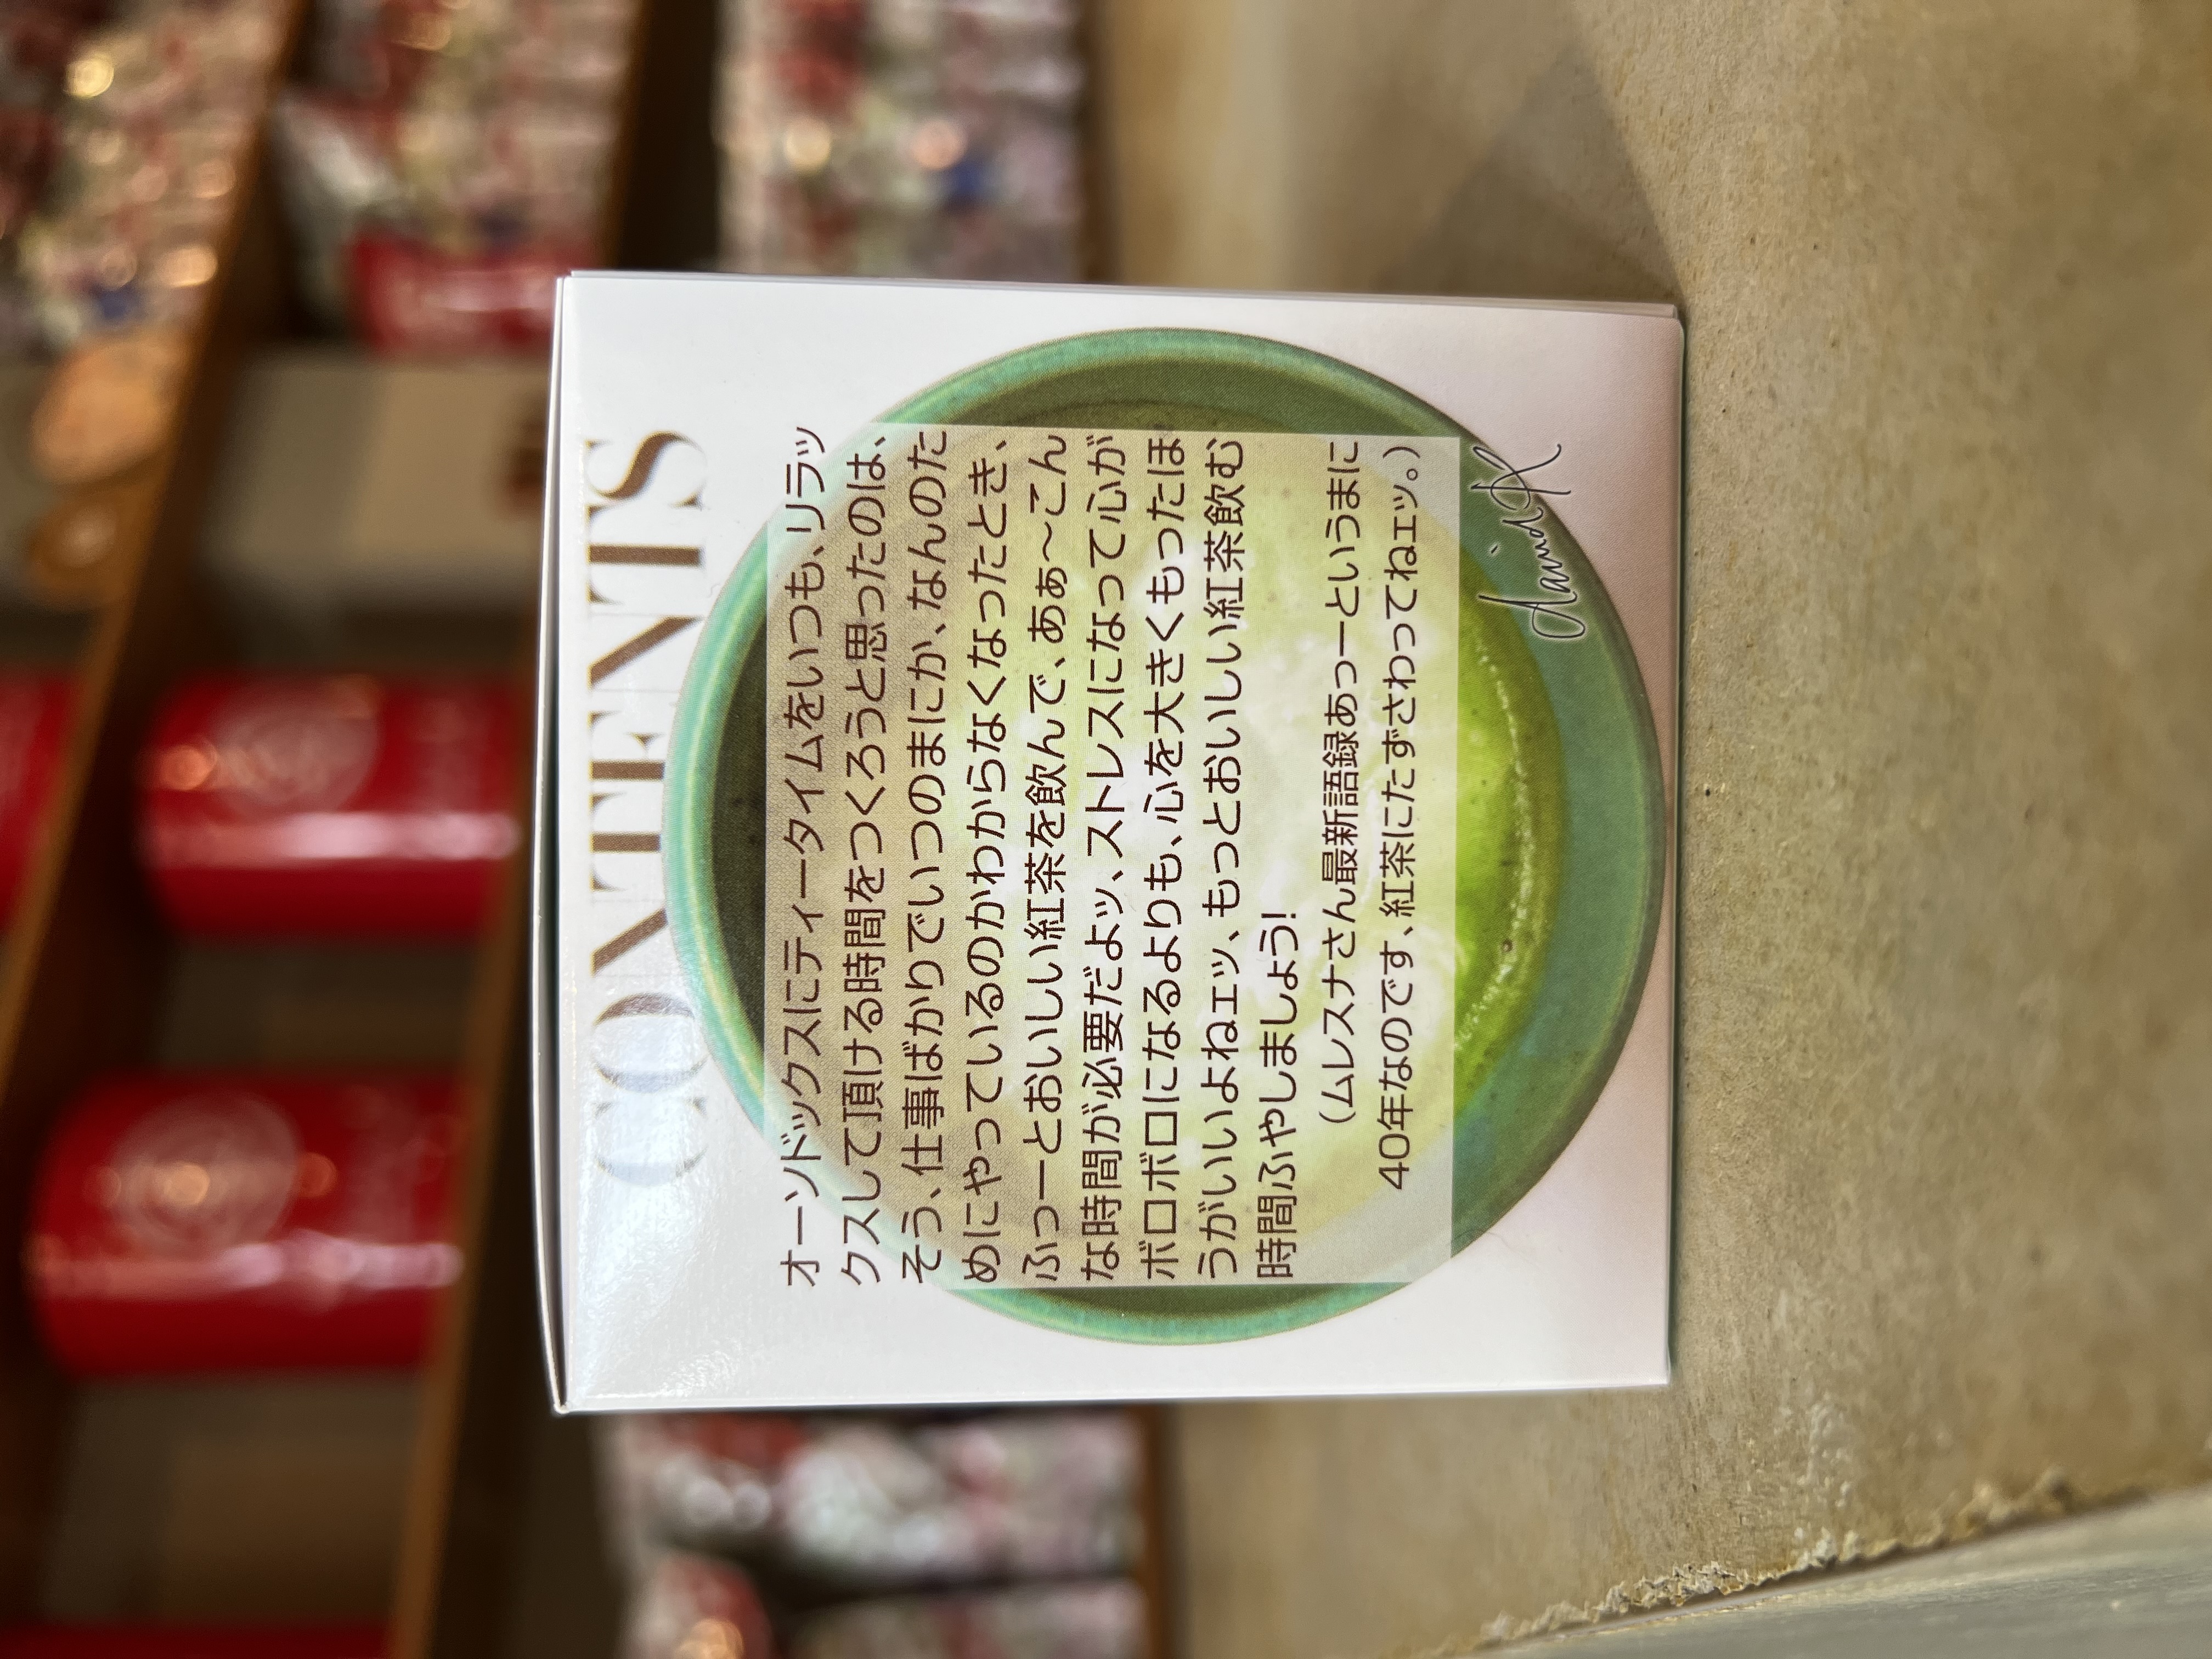 CONTENTS
オーソドックスにティータイムをいつも、リラッ
クスして頂ける時間をつくろうと思ったのは、
そう、仕事ばかりでいつのまにか、なんのた
めにやっているのかわからなくなったとき、
ふっーとおいしい紅茶を飲んで、あぁ〜こん
な時間が必要だよッ、ストレスになって心が
ボロボロになるよりも、心を大きくもったほ
うがいいよねェッ、もっとおいしい紅茶飲む
時間ふやしましょう!
(ムレスナさん最新語録あっーというまに
40年なのです、紅茶にたずさわってねェッ。)
David.K